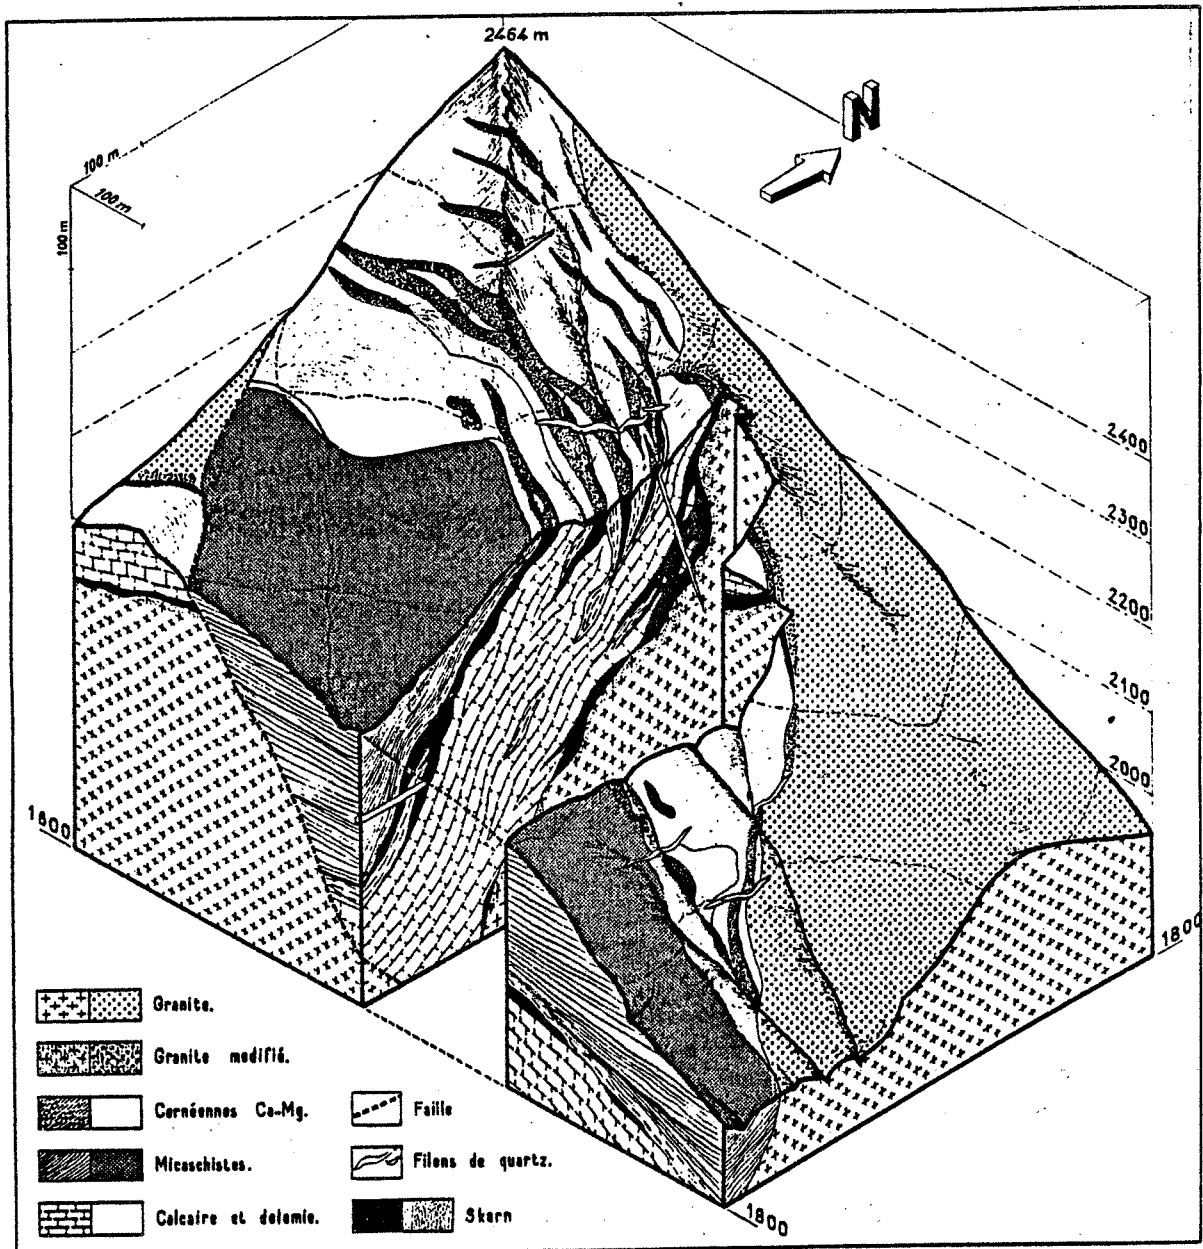 2464 m
N
100 m
100 m
100 m
2400
2300
2200
2100
2000
1800
1800
1800
Granite.
Granite modifié.
Cornéennes Ca-Mg.
Micaschistes.
Calcaire et dolomie.
Faille
Filons de quartz.
Skarn